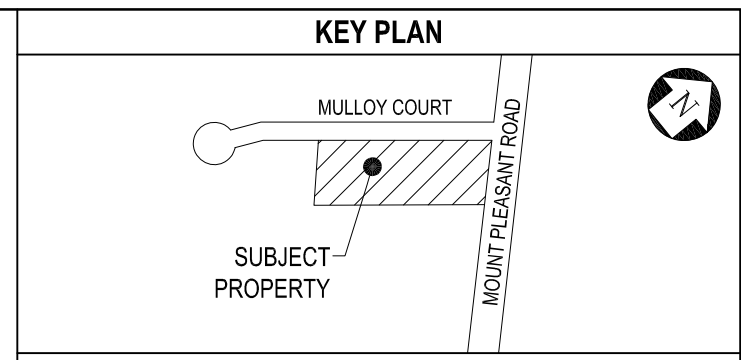 KEY PLAN
MULLOY COURT
MOUNT PLEASANT ROAD
N
SUBJECT
PROPERTY